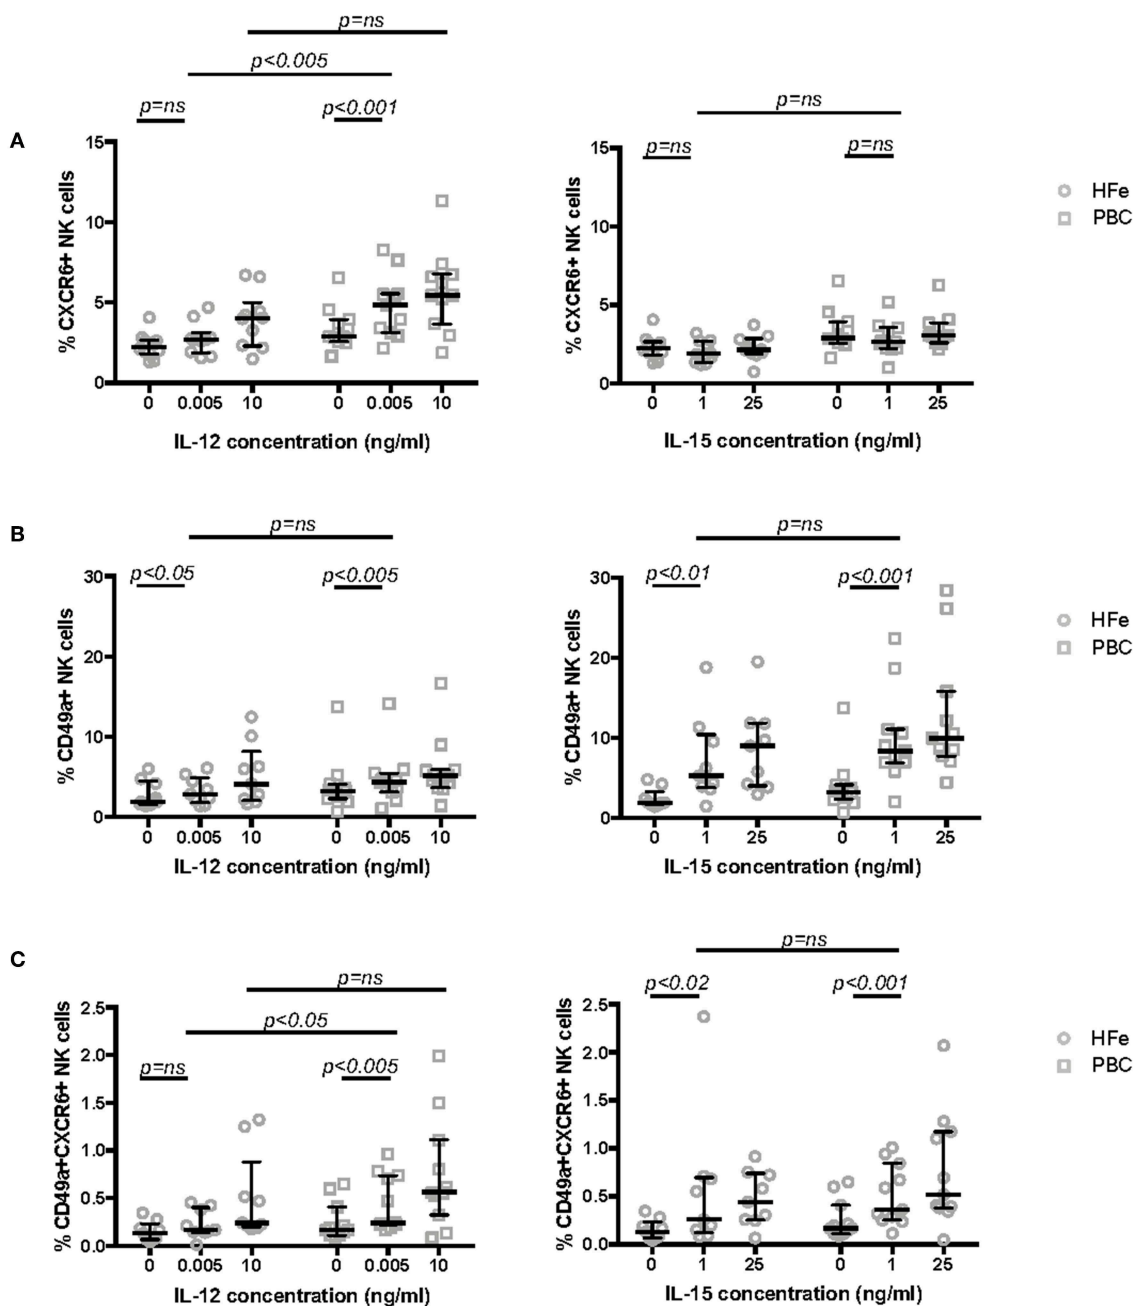 A
p=ns
p<0.005
p=ns
p<0.001
% CXCR6+ NK cells
15
10
5
0
0 0.005 10 0 0.005 10
IL-12 concentration (ng/ml)
p=ns
p=ns
p=ns
% CXCR6+ NK cells
15
10
5
0
0 1 25 0 1 25
IL-15 concentration (ng/ml)
HFe
PBC
B
p=ns
p<0.05
p<0.005
% CD49a+ NK cells
30
20
10
0
0 0.005 10 0 0.005 10
IL-12 concentration (ng/ml)
p=ns
p<0.01
p<0.001
% CD49a+ NK cells
30
20
10
0
0 1 25 0 1 25
IL-15 concentration (ng/ml)
HFe
PBC
C
p=ns
p<0.05
p=ns
p<0.005
% CD49a+CXCR6+ NK cells
2.5
2.0
1.5
1.0
0.5
0.0
0 0.005 10 0 0.005 10
IL-12 concentration (ng/ml)
p=ns
p<0.02
p<0.001
% CD49a+CXCR6+ NK cells
2.5
2.0
1.5
1.0
0.5
0.0
0 1 25 0 1 25
IL-15 concentration (ng/ml)
HFe
PBC